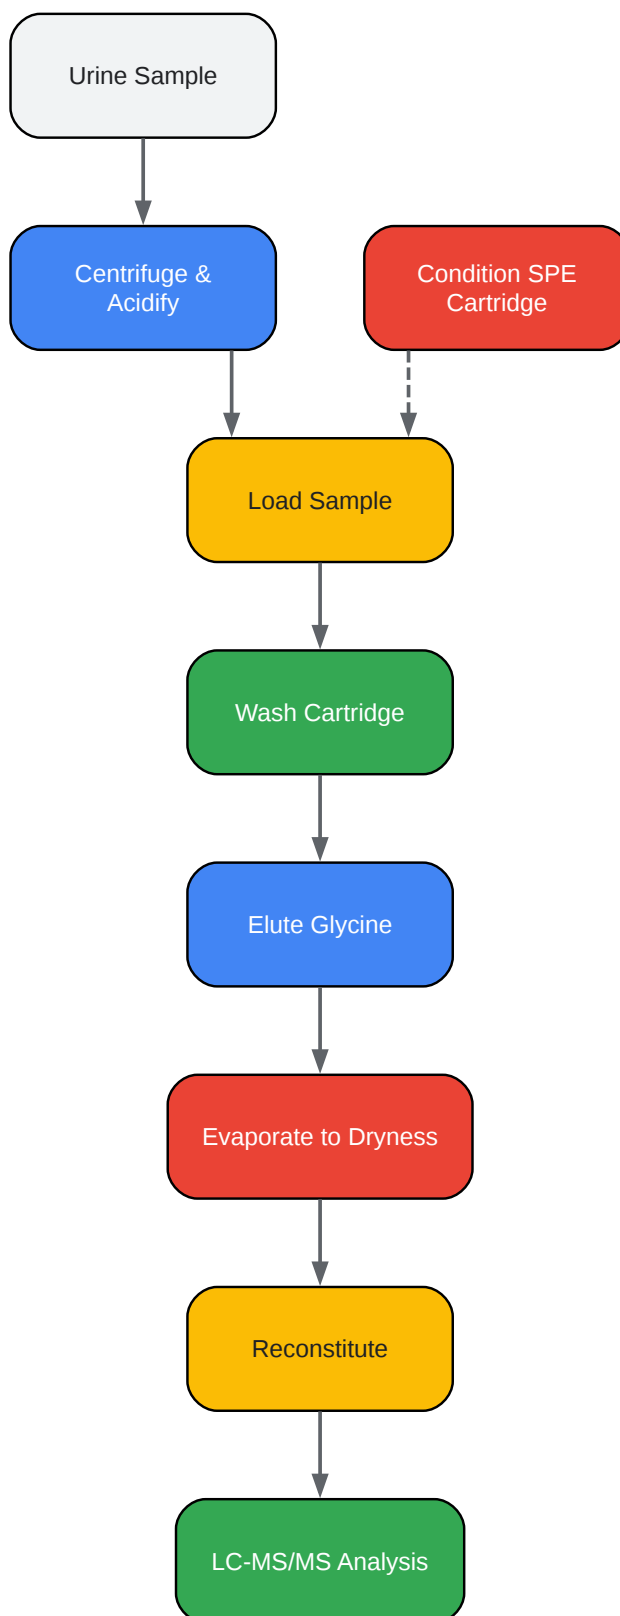 Urine Sample
Centrifuge &
Acidify
Condition SPE
Cartridge
Load Sample
Wash Cartridge
Elute Glycine
Evaporate to Dryness
Reconstitute
LC-MS/MS Analysis